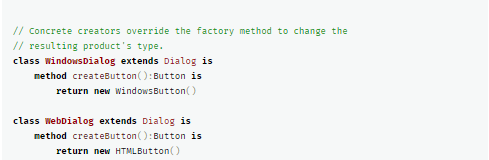 // Concrete creators override the factory method to change the
// resulting product's type.
class WindowsDialog extends Dialog is
method createButton():Button is
return new WindowsButton()
class WebDialog extends Dialog is
method createButton():Button is
return new HTMLButton()